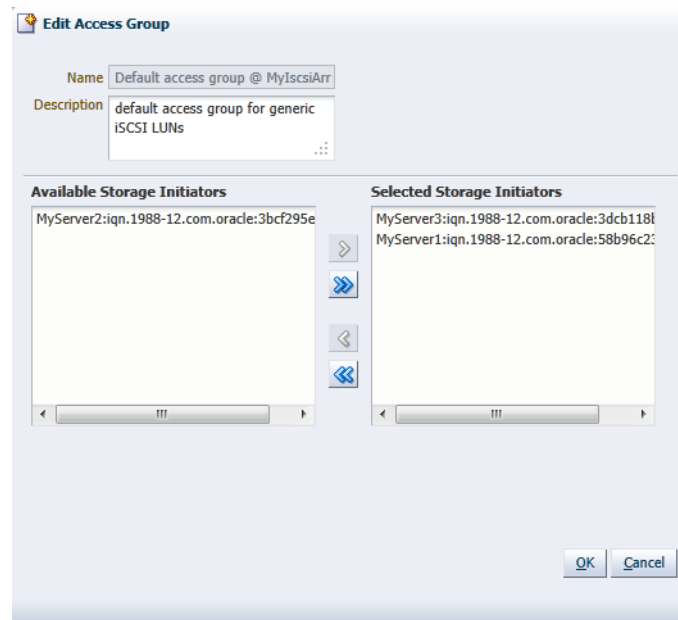 Edit Access Group
Name Default access group @ MyIscsiArr
Description default access group for generic
iSCSI LUNs
Available Storage Initiators
MyServer2:iqn.1988-12.com.oracle:3bcf295e
Selected Storage Initiators
MyServer3:iqn.1988-12.com.oracle:3dcb118b
MyServer1:iqn.1988-12.com.oracle:58b96c23
OK Cancel